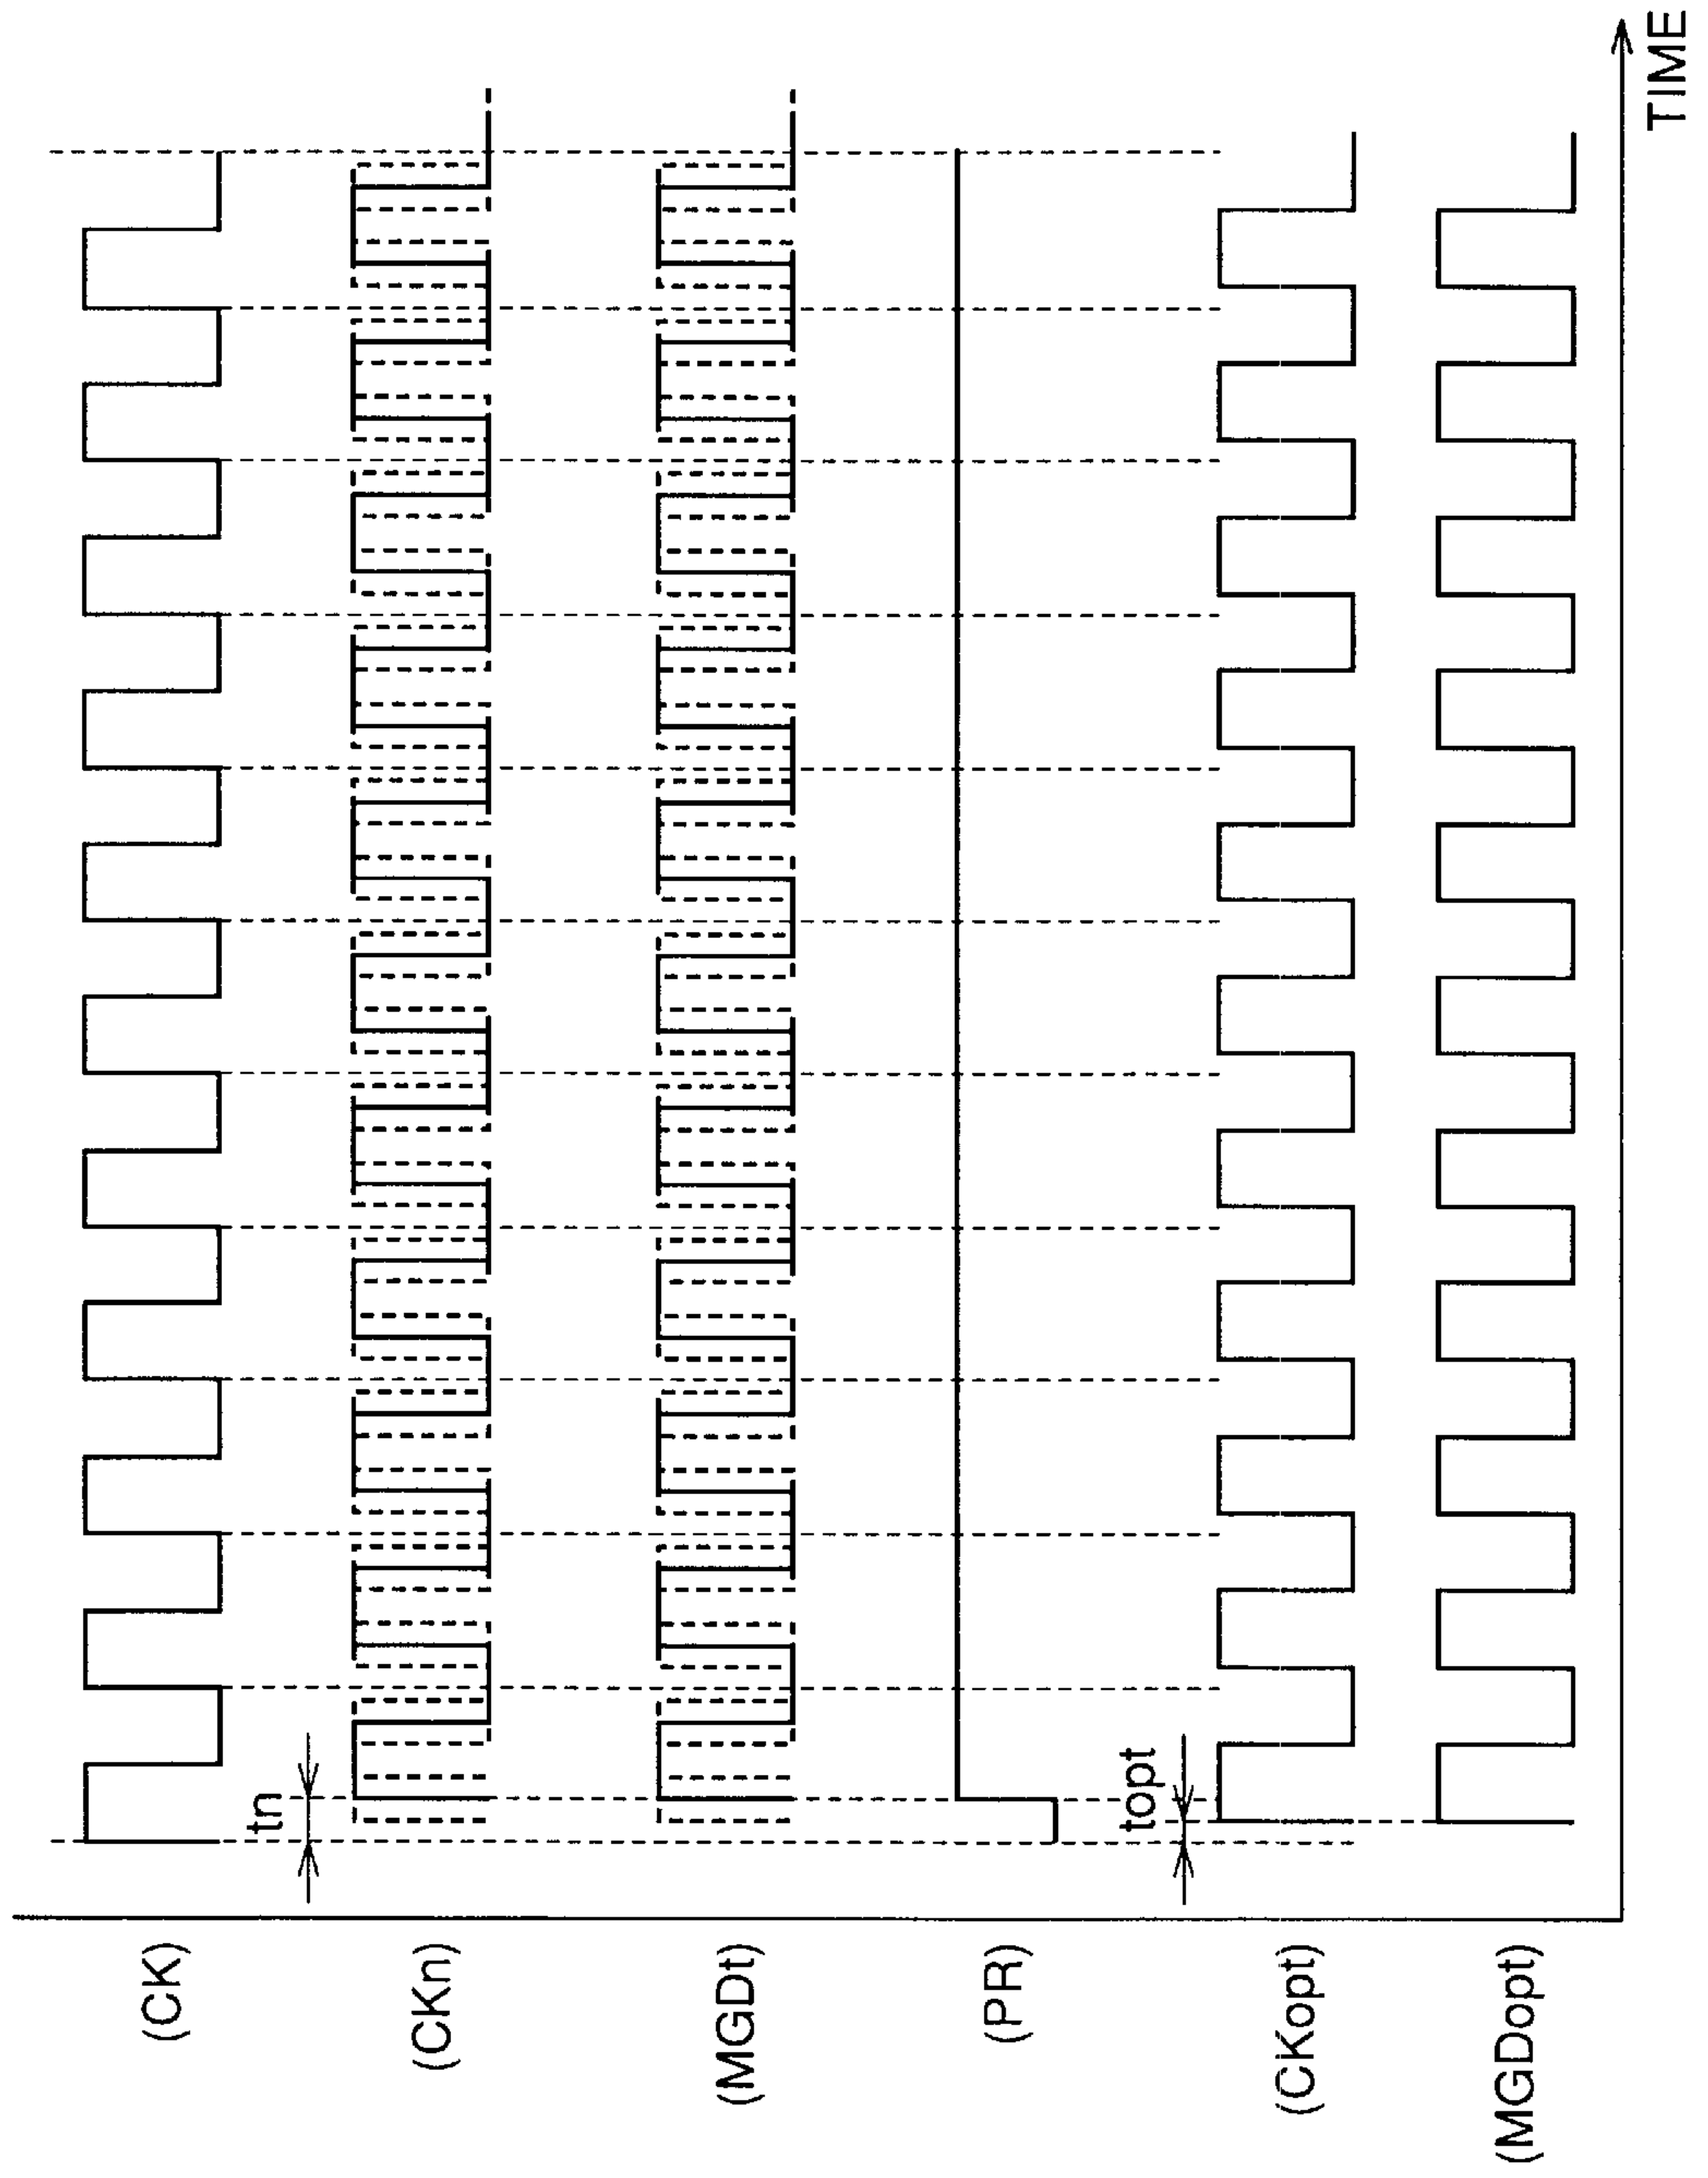 (CK)
tn
(CKn)
(MGDt)
(PR)
topt
(CKopt)
(MGDopt)
TIME